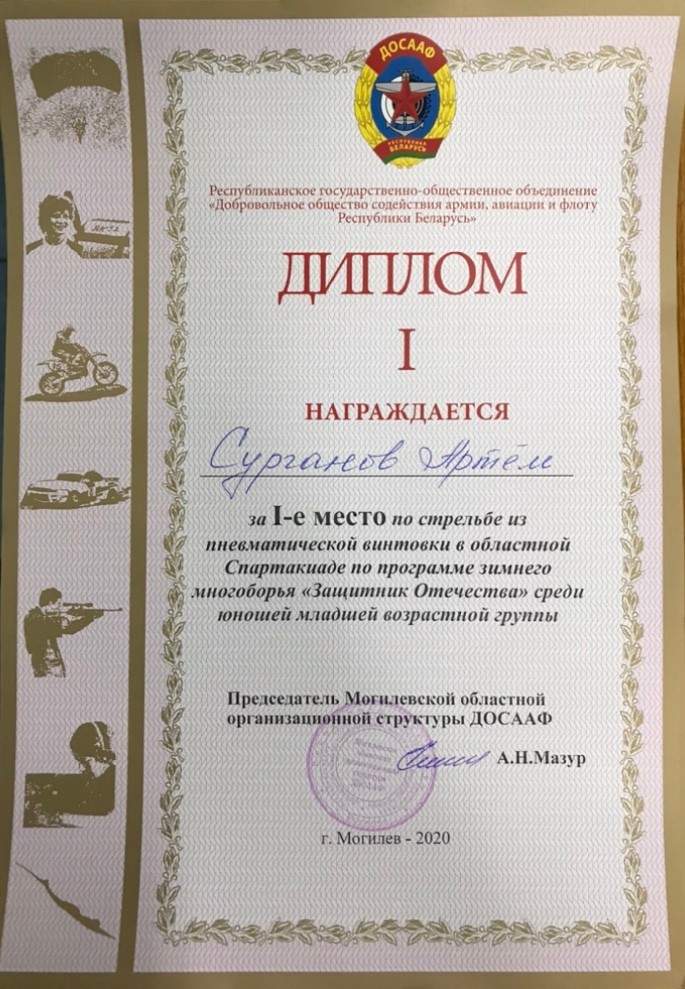 ДОСААФ
РЕСПУБЛИКА
БЕЛАРУСЬ
Республиканское государственно-общественное объединение
«Добровольное общество содействия армии, авиации и флоту
Республики Беларусь»
ДИПЛОМ
I
НАГРАЖДАЕТСЯ
Сурганов Артём
за I-е место по стрельбе из
пневматической винтовки в областной
Спартакиаде по программе зимнего
многоборья «Защитник Отечества» среди
юношей младшей возрастной группы
Председатель Могилевской областной
организационной структуры ДОСААФ
А.Н.Мазур
г. Могилев - 2020